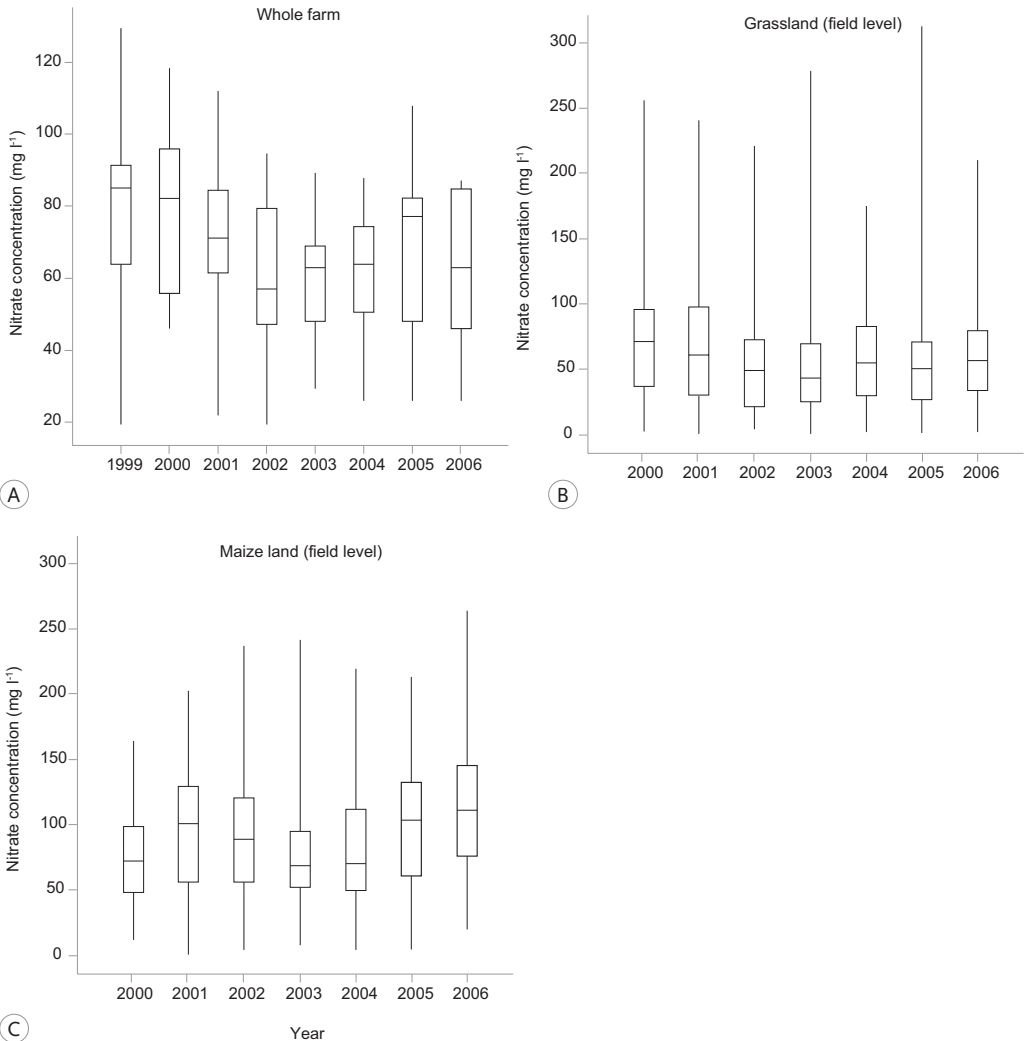 Whole farm
Nitrate concentration (mg l-1)
120
100
80
60
40
20
1999 2000 2001 2002 2003 2004 2005 2006
A
Grassland (field level)
Nitrate concentration (mg l-1)
300
250
200
150
100
50
0
2000 2001 2002 2003 2004 2005 2006
B
Maize land (field level)
Nitrate concentration (mg l-1)
300
250
200
150
100
50
0
2000 2001 2002 2003 2004 2005 2006
Year
C